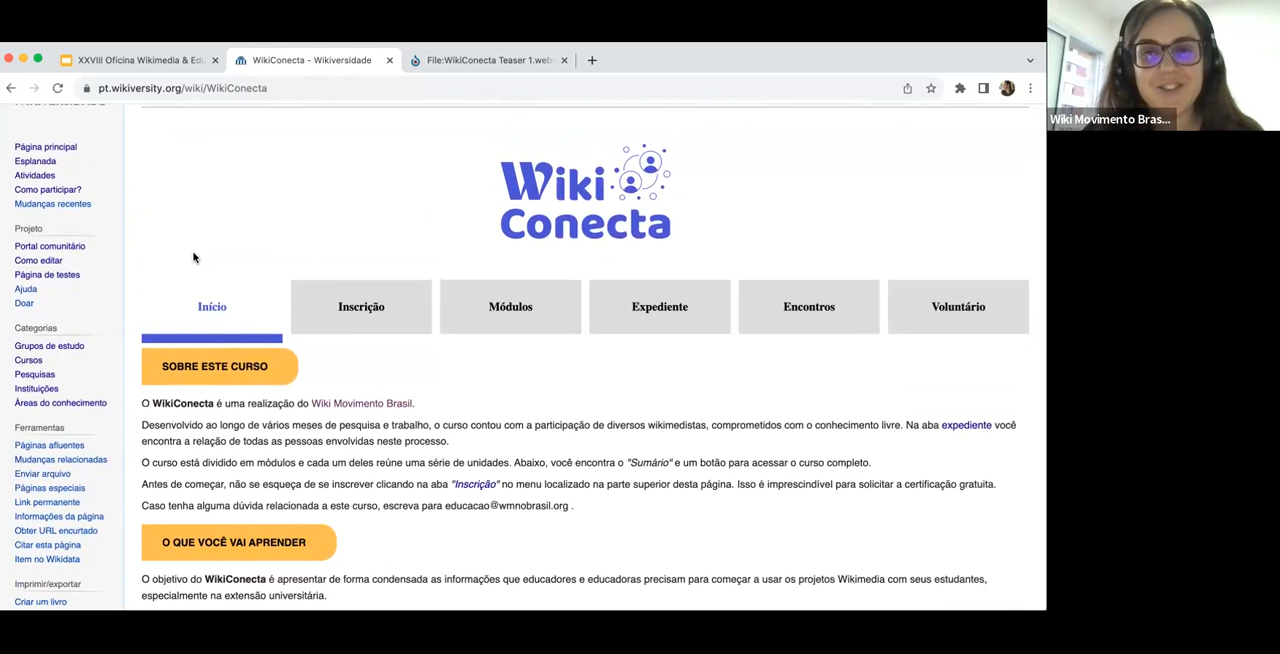 XXVIII Oficina Wikimedia & Edu
WikiConecta - Wikiversidade
File:WikiConecta Teaser 1.web
pt.wikiversity.org/wiki/WikiConecta
Wiki Movimento Bras...
Página principal
Esplanada
Atividades
Como participar?
Mudanças recentes
Projeto
Portal comunitário
Como editar
Página de testes
Ajuda
Doar
Categorias
Grupos de estudo
Cursos
Pesquisas
Instituições
Áreas do conhecimento
Ferramentas
Páginas afluentes
Mudanças relacionadas
Enviar arquivo
Páginas especiais
Link permanente
Informações da página
Obter URL encurtado
Citar esta página
Item no Wikidata
Imprimir/exportar
Criar um livro
Wiki
Conecta
Início
Inscrição
Módulos
Expediente
Encontros
Voluntário
SOBRE ESTE CURSO
O WikiConecta é uma realização do Wiki Movimento Brasil.
Desenvolvido ao longo de vários meses de pesquisa e trabalho, o curso contou com a participação de diversos wikimedistas, comprometidos com o conhecimento livre. Na aba expediente você
encontra a relação de todas as pessoas envolvidas neste processo.
O curso está dividido em módulos e cada um deles reúne uma série de unidades. Abaixo, você encontra o "Sumário" e um botão para acessar o curso completo.
Antes de começar, não se esqueça de se inscrever clicando na aba "Inscrição" no menu localizado na parte superior desta página. Isso é imprescindível para solicitar a certificação gratuita.
Caso tenha alguma dúvida relacionada a este curso, escreva para educacao@wmnobrasil.org .
O QUE VOCÊ VAI APRENDER
O objetivo do WikiConecta é apresentar de forma condensada as informações que educadores e educadoras precisam para começar a usar os projetos Wikimedia com seus estudantes,
especialmente na extensão universitária.